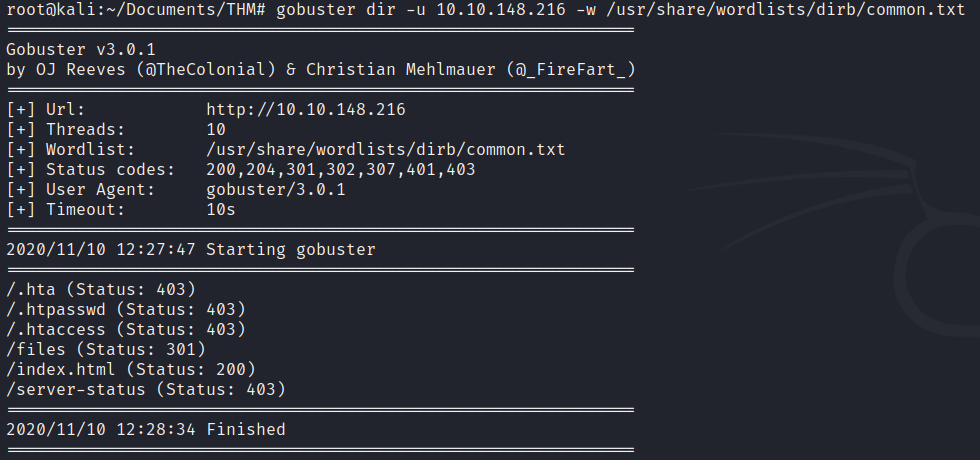 root@kali:~/Documents/THM# gobuster dir -u 10.10.148.216 -w /usr/share/wordlists/dirb/common.txt
===============================================================
Gobuster v3.0.1
by OJ Reeves (@TheColonial) & Christian Mehlmauer (@_FireFart_)
===============================================================
[+] Url:            http://10.10.148.216
[+] Threads:        10
[+] Wordlist:       /usr/share/wordlists/dirb/common.txt
[+] Status codes:   200,204,301,302,307,401,403
[+] User Agent:     gobuster/3.0.1
[+] Timeout:        10s
===============================================================
2020/11/10 12:27:47 Starting gobuster
===============================================================
/.hta (Status: 403)
/.htpasswd (Status: 403)
/.htaccess (Status: 403)
/files (Status: 301)
/index.html (Status: 200)
/server-status (Status: 403)
===============================================================
2020/11/10 12:28:34 Finished
===============================================================